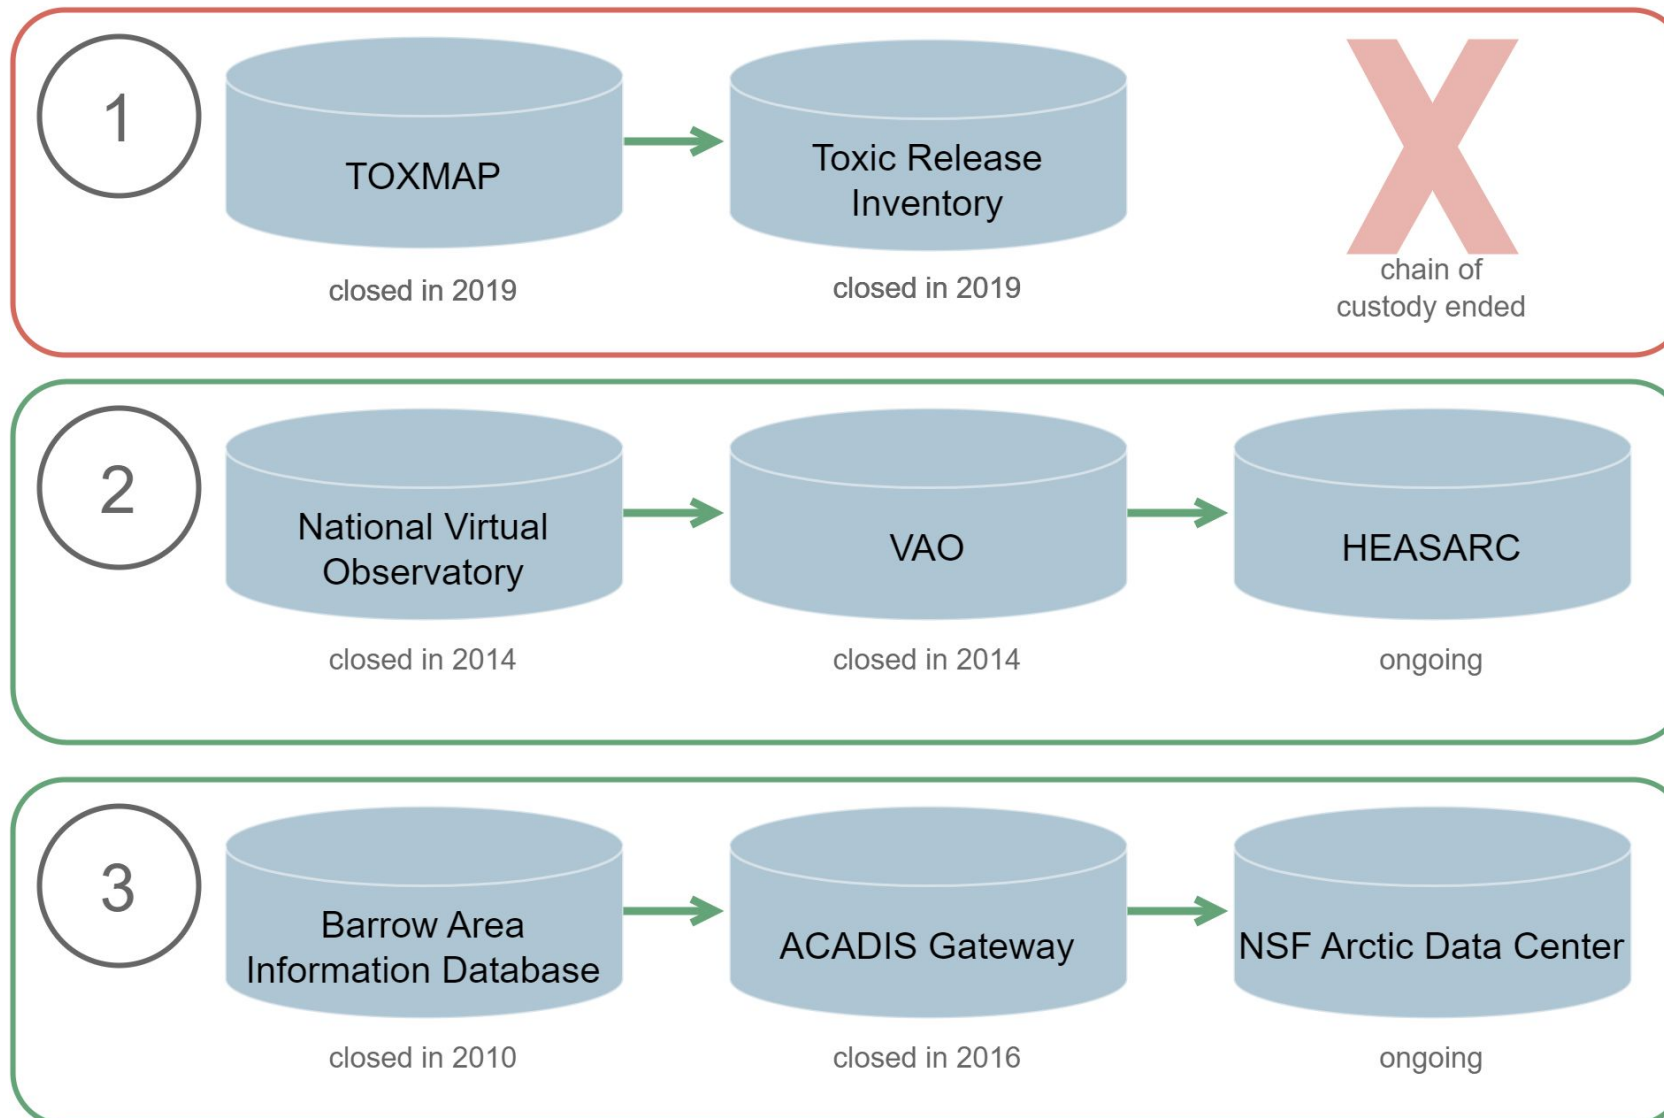 1
TOXMAP
closed in 2019
Toxic Release
Inventory
closed in 2019
X
chain of
custody ended
2
National Virtual
Observatory
closed in 2014
VAO
closed in 2014
HEASARC
ongoing
3
Barrow Area
Information Database
closed in 2010
ACADIS Gateway
closed in 2016
NSF Arctic Data Center
ongoing